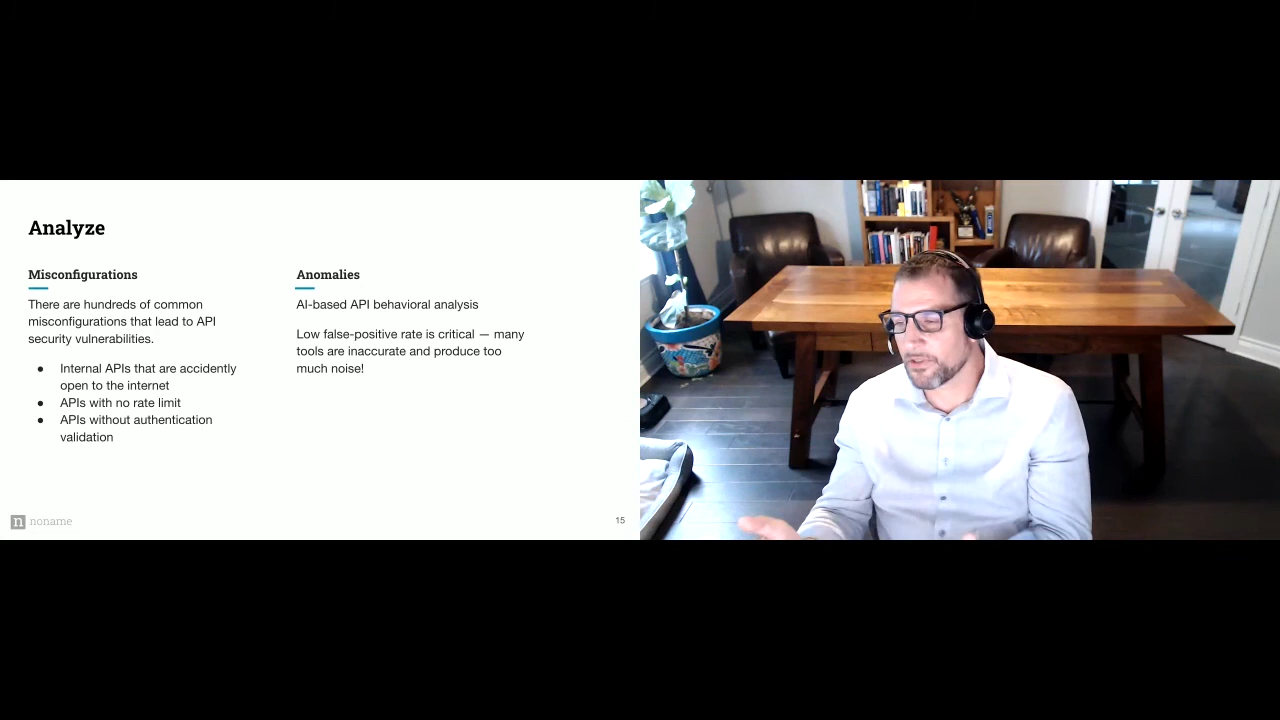 Analyze
Misconfigurations
There are hundreds of common
misconfigurations that lead to API
security vulnerabilities.
● Internal APIs that are accidently
open to the internet
● APIs with no rate limit
● APIs without authentication
validation
Anomalies
AI-based API behavioral analysis
Low false-positive rate is critical — many
tools are inaccurate and produce too
much noise!
n noname
15